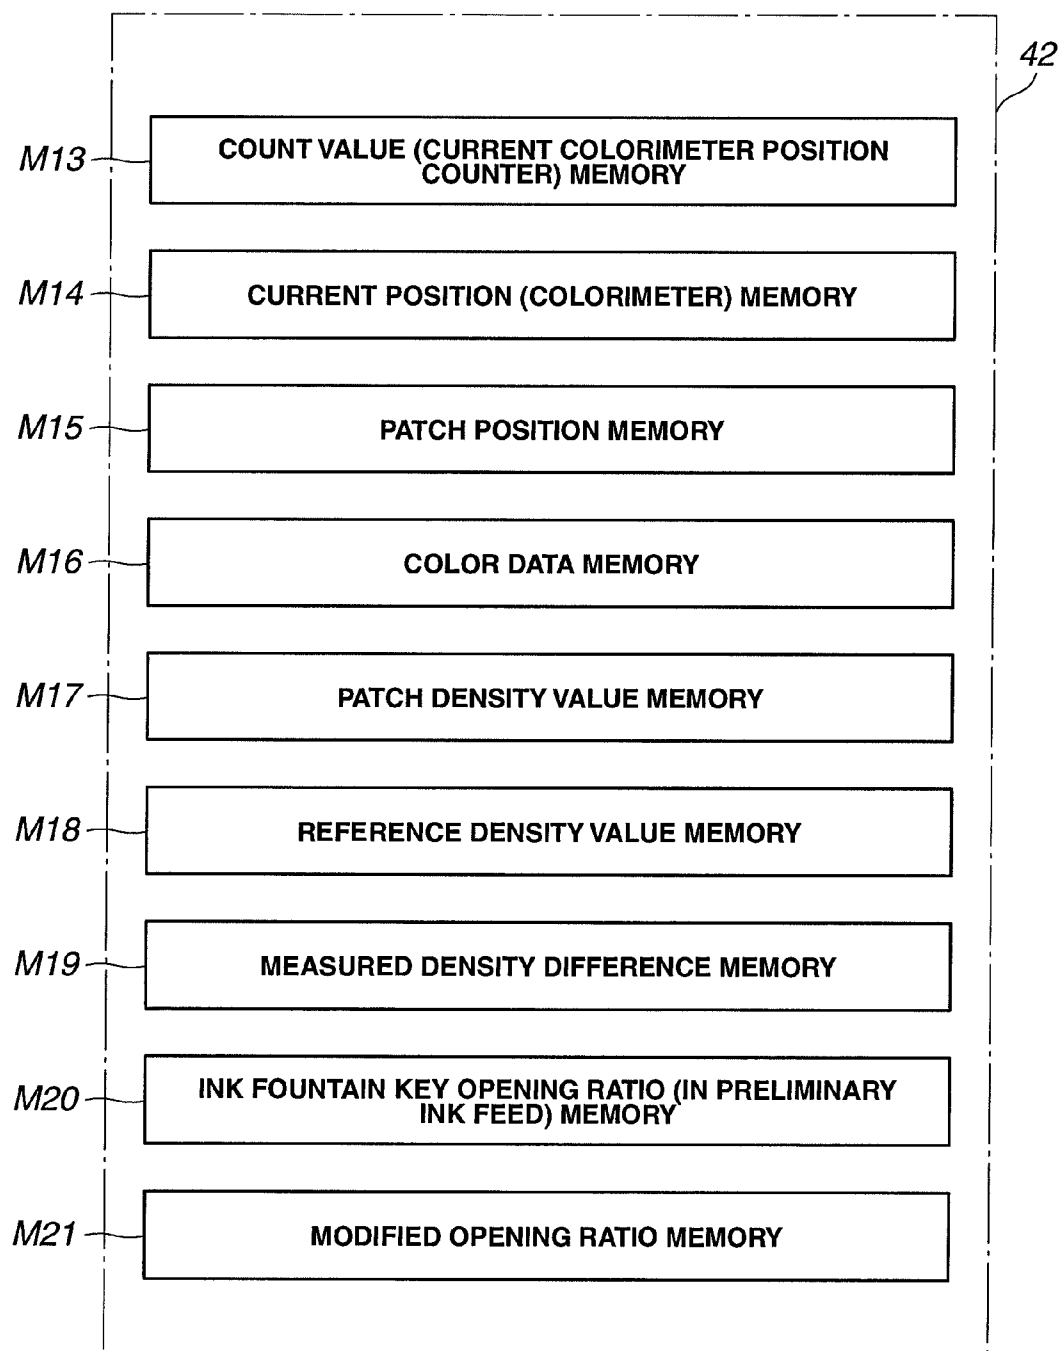 42
M13
COUNT VALUE (CURRENT COLORIMETER POSITION
COUNTER) MEMORY
M14
CURRENT POSITION (COLORIMETER) MEMORY
M15
PATCH POSITION MEMORY
M16
COLOR DATA MEMORY
M17
PATCH DENSITY VALUE MEMORY
M18
REFERENCE DENSITY VALUE MEMORY
M19
MEASURED DENSITY DIFFERENCE MEMORY
M20
INK FOUNTAIN KEY OPENING RATIO (IN PRELIMINARY
INK FEED) MEMORY
M21
MODIFIED OPENING RATIO MEMORY